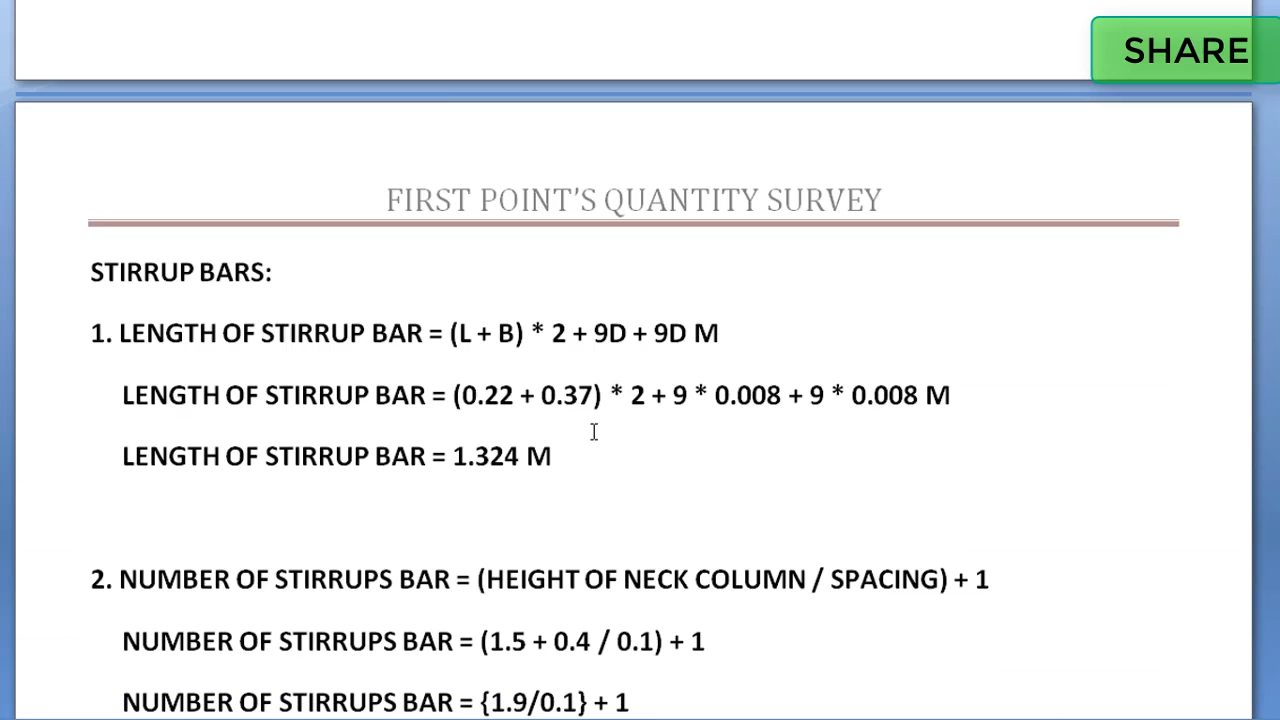 SHARE
FIRST POINT'S QUANTITY SURVEY
STIRRUP BARS:
1. LENGTH OF STIRRUP BAR = (L + B) * 2 + 9D + 9D M
LENGTH OF STIRRUP BAR = (0.22 + 0.37) * 2 + 9 * 0.008 + 9 * 0.008 M
LENGTH OF STIRRUP BAR = 1.324 M
2. NUMBER OF STIRRUPS BAR = (HEIGHT OF NECK COLUMN / SPACING) + 1
NUMBER OF STIRRUPS BAR = (1.5 + 0.4 / 0.1) + 1
NUMBER OF STIRRUPS BAR = {1.9/0.1} + 1